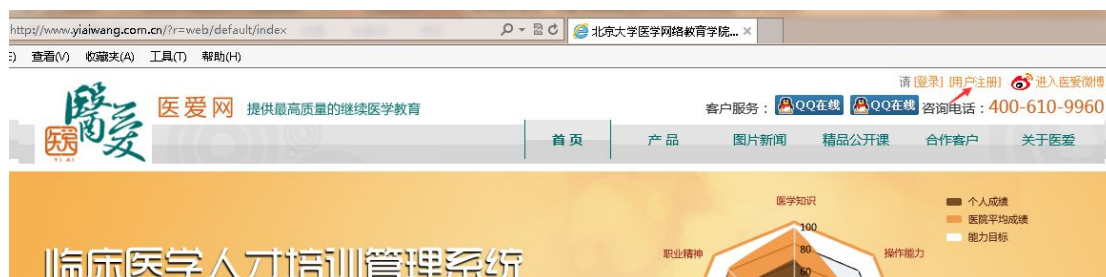 http://www.yiaiwang.com.cn/?r=web/default/index
北京大学医学网络教育学院... ×
查看(V) 收藏夹(A) 工具(T) 帮助(H)
请 [登录] [用户注册] 进入医爱微博
醫爱
医爱
YI AI
医爱网 提供最高质量的继续医学教育
客户服务： QQ在线 QQ在线 咨询电话：400-610-9960
首页 产品 图片新闻 精品公开课 合作客户 关于医爱
临床医学人才培训管理系统
医学知识
100
80
60
职业精神
操作能力
个人成绩
医院平均成绩
能力目标